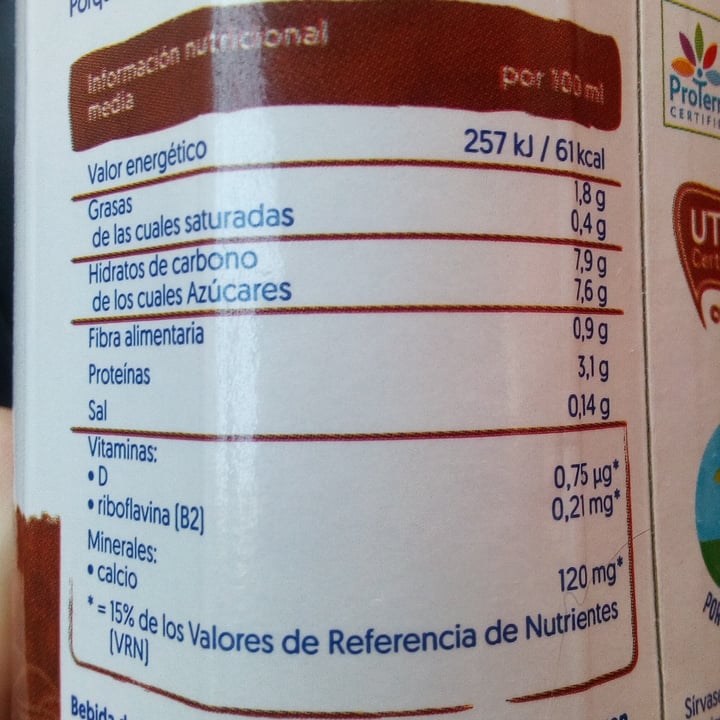 Información nutricional
media
por 100 ml
Valor energético 257 kJ / 61 kcal
Grasas 1,8 g
de las cuales saturadas 0,4 g
Hidratos de carbono 7,9 g
de los cuales Azúcares 7,6 g
Fibra alimentaria 0,9 g
Proteínas 3,1 g
Sal 0,14 g
Vitaminas:
• D 0,75 µg*
• riboflavina (B2) 0,21 mg*
Minerales:
• calcio 120 mg*
* = 15% de los Valores de Referencia de Nutrientes
(VRN)